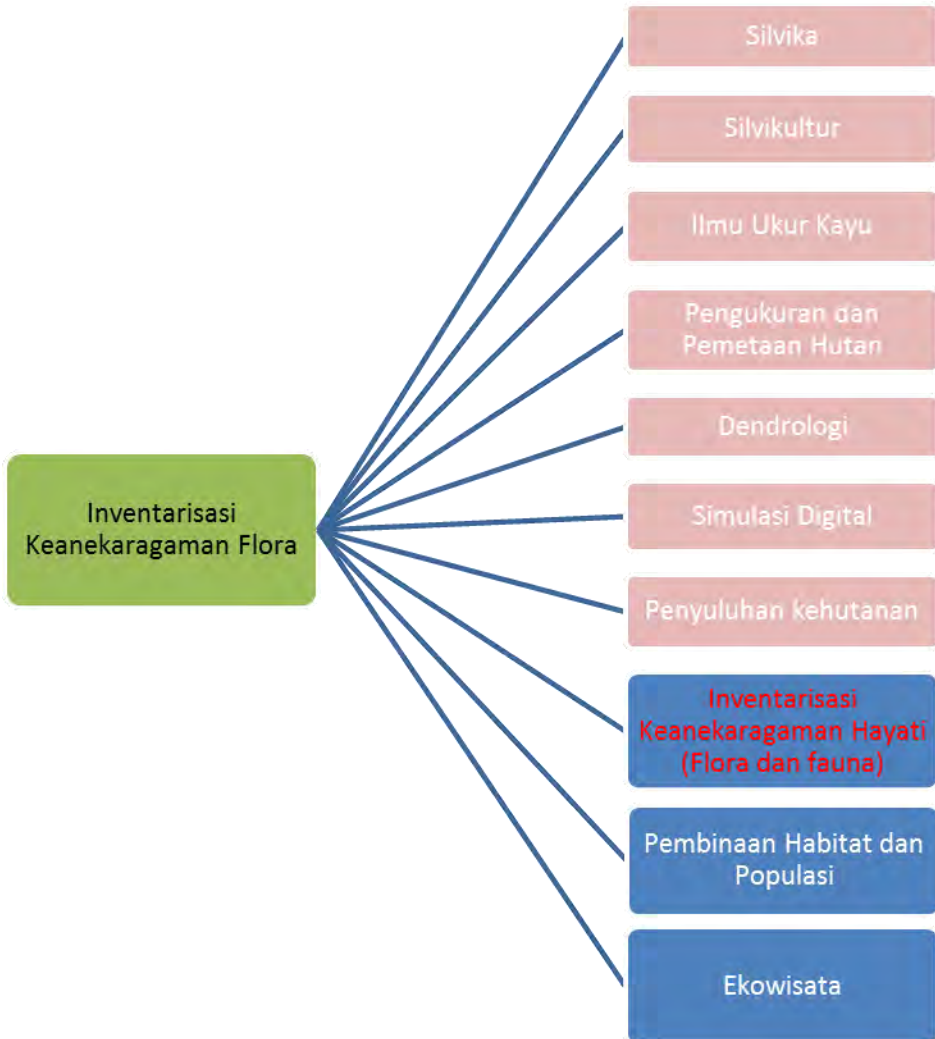 Silvika
Silvikultur
Ilmu Ukur Kayu
Pengukuran dan
Pemetaan Hutan
Dendrologi
Inventarisasi
Keanekaragaman Flora
Simulasi Digital
Penyuluhan kehutanan
Inventarisasi
Keanekaragaman Hayati
(Flora dan fauna)
Pembinaan Habitat dan
Populasi
Ekowisata